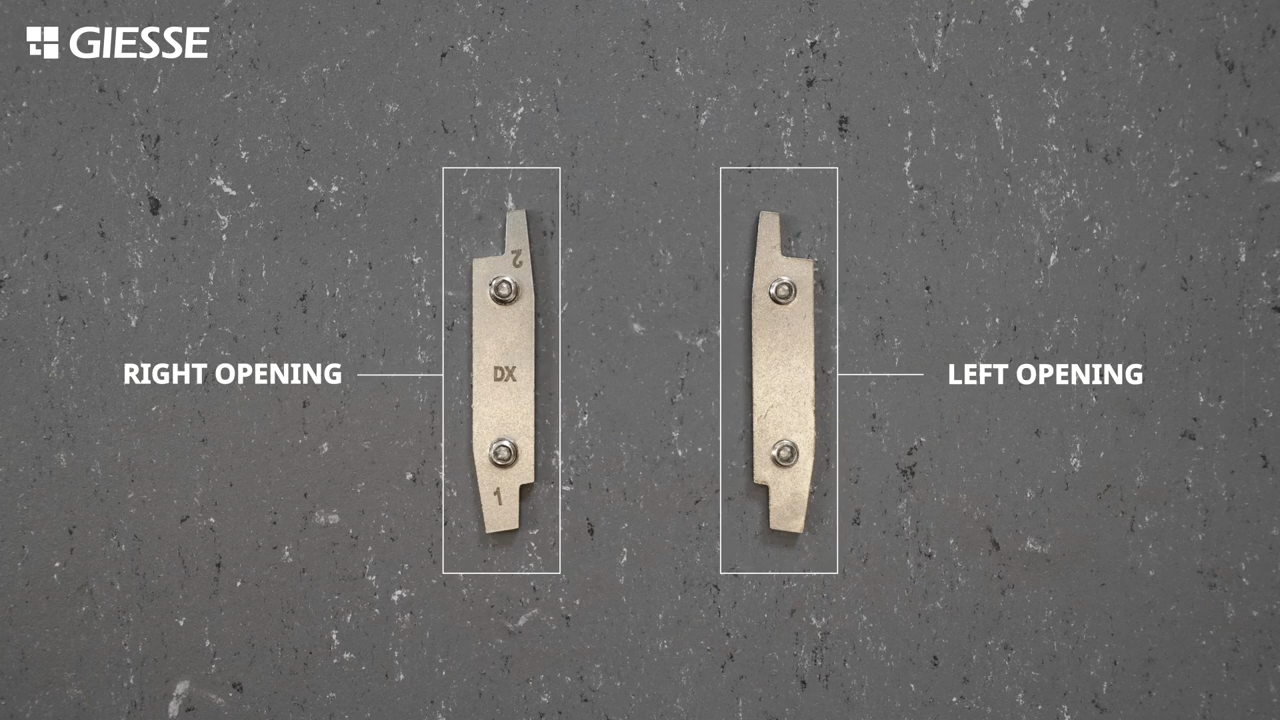 GIESSE
2
RIGHT OPENING
DX
LEFT OPENING
1